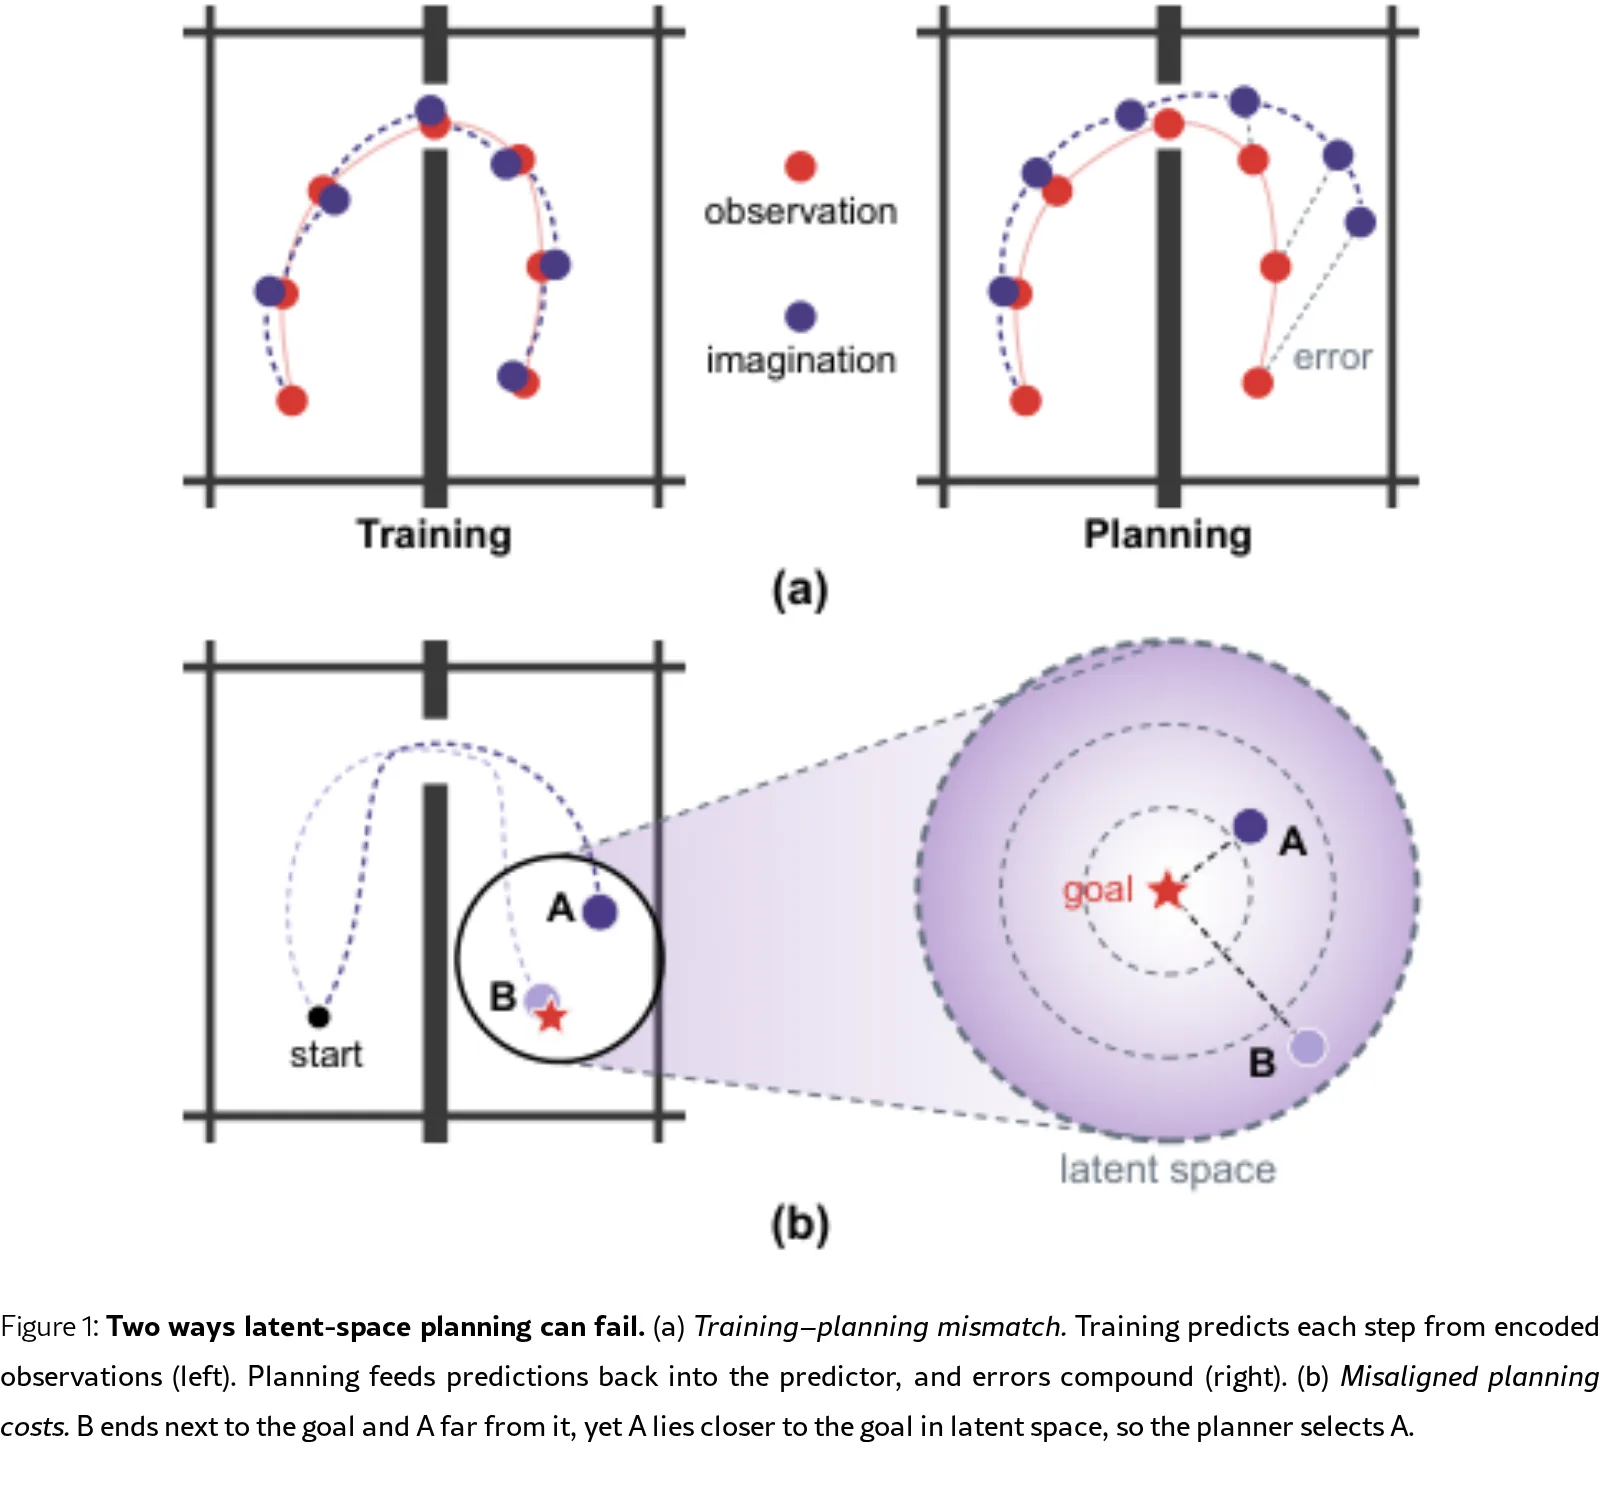 observation
imagination
error
Training
Planning
(a)
A
B
start
goal
A
B
latent space
(b)
Figure 1: Two ways latent-space planning can fail. (a) Training–planning mismatch. Training predicts each step from encoded
observations (left). Planning feeds predictions back into the predictor, and errors compound (right). (b) Misaligned planning
costs. B ends next to the goal and A far from it, yet A lies closer to the goal in latent space, so the planner selects A.